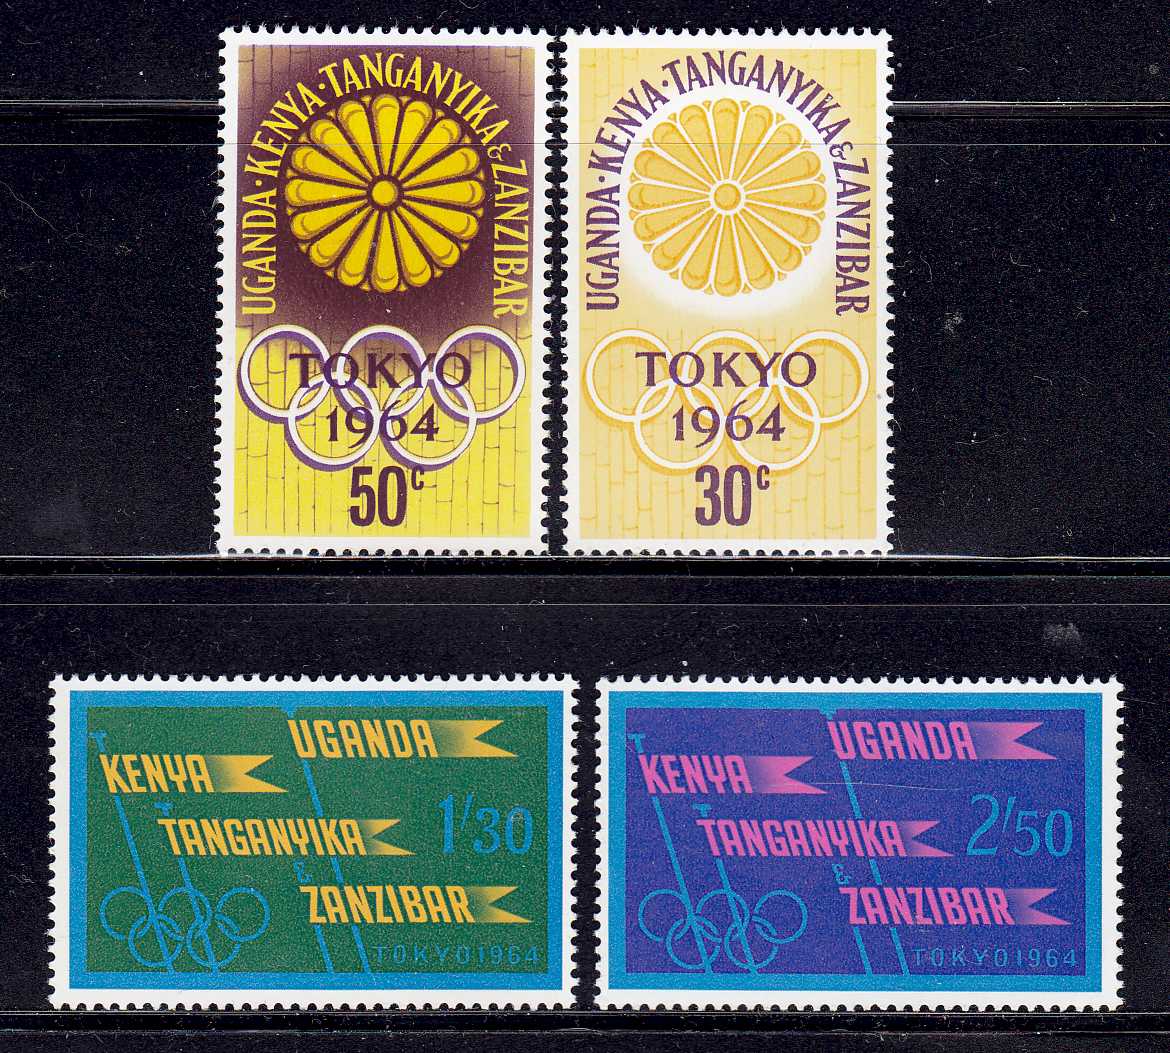 UGANDA · KENYA · TANGANYIKA & ZANZIBAR
TOKYO
1964
50c
UGANDA · KENYA · TANGANYIKA & ZANZIBAR
TOKYO
1964
30c
UGANDA
KENYA
TANGANYIKA
1/30
&
ZANZIBAR
TOKYO 1964
UGANDA
KENYA
TANGANYIKA
2/50
&
ZANZIBAR
TOKYO 1964